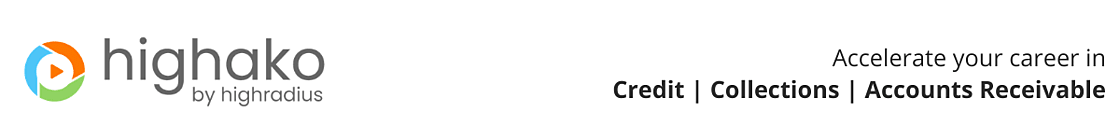 highako
by highradius
Accelerate your career in
Credit | Collections | Accounts Receivable